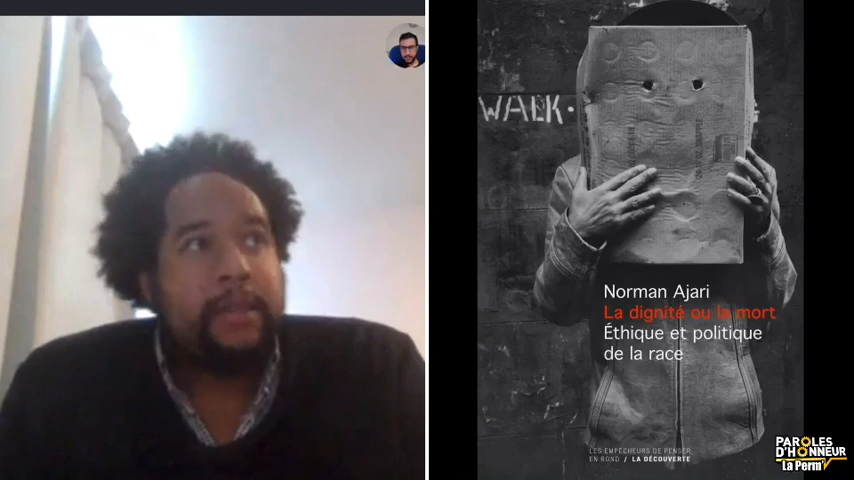 WALK.
Norman Ajari
La dignité ou la mort
Éthique et politique
de la race
LES EMPÊCHEURS DE PENSER
EN ROND / LA DÉCOUVERTE
PAROLES
D'HONNEUR
La Perm'